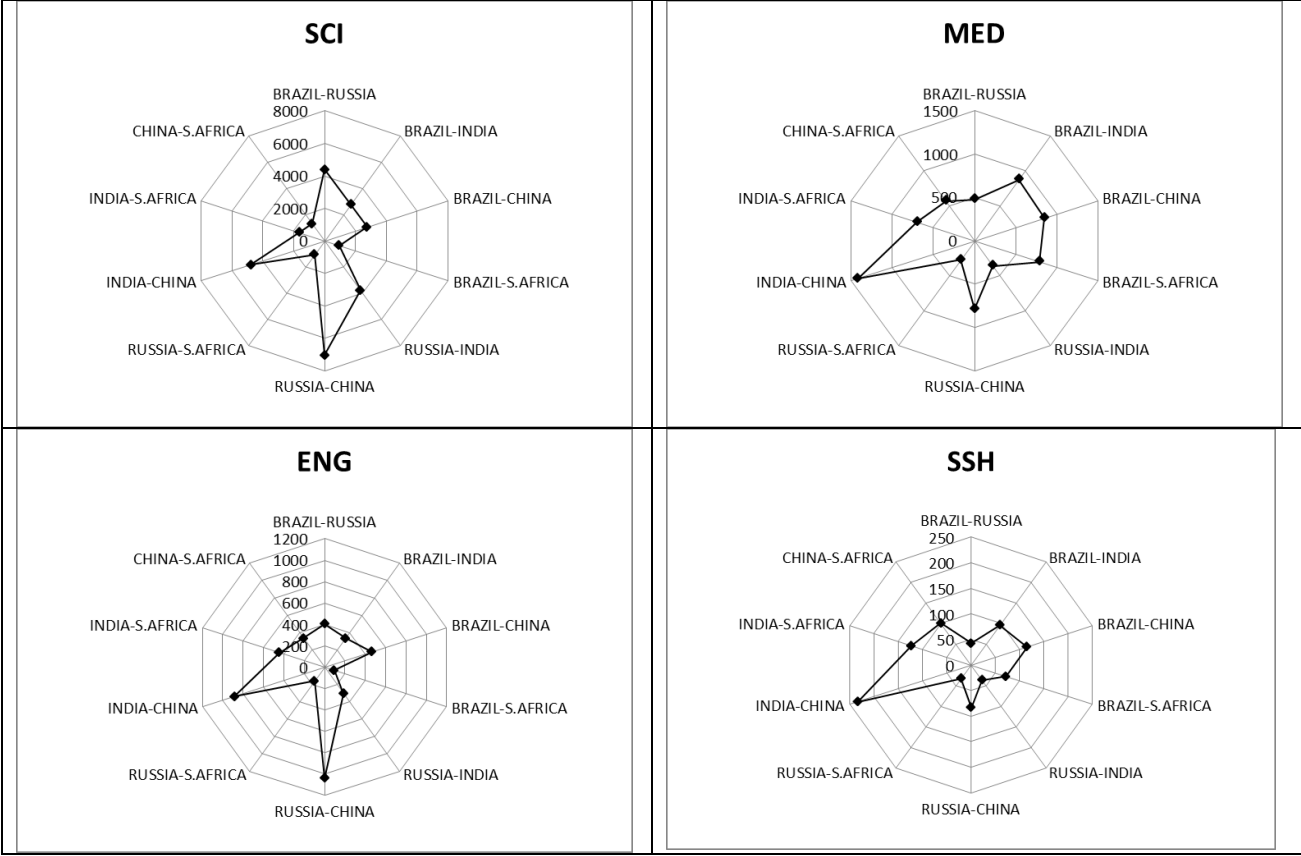 SCI
BRAZIL-RUSSIA
8000
CHINA-S.AFRICA
6000
BRAZIL-INDIA
4000
INDIA-S.AFRICA
2000
BRAZIL-CHINA
0
INDIA-CHINA
BRAZIL-S.AFRICA
RUSSIA-S.AFRICA
RUSSIA-INDIA
RUSSIA-CHINA
MED
BRAZIL-RUSSIA
1500
CHINA-S.AFRICA
BRAZIL-INDIA
1000
INDIA-S.AFRICA
500
BRAZIL-CHINA
0
INDIA-CHINA
BRAZIL-S.AFRICA
RUSSIA-S.AFRICA
RUSSIA-INDIA
RUSSIA-CHINA
ENG
BRAZIL-RUSSIA
1200
CHINA-S.AFRICA
1000
BRAZIL-INDIA
800
600
INDIA-S.AFRICA
400
BRAZIL-CHINA
200
0
INDIA-CHINA
BRAZIL-S.AFRICA
RUSSIA-S.AFRICA
RUSSIA-INDIA
RUSSIA-CHINA
SSH
BRAZIL-RUSSIA
250
CHINA-S.AFRICA
200
BRAZIL-INDIA
150
INDIA-S.AFRICA
100
BRAZIL-CHINA
50
0
INDIA-CHINA
BRAZIL-S.AFRICA
RUSSIA-S.AFRICA
RUSSIA-INDIA
RUSSIA-CHINA